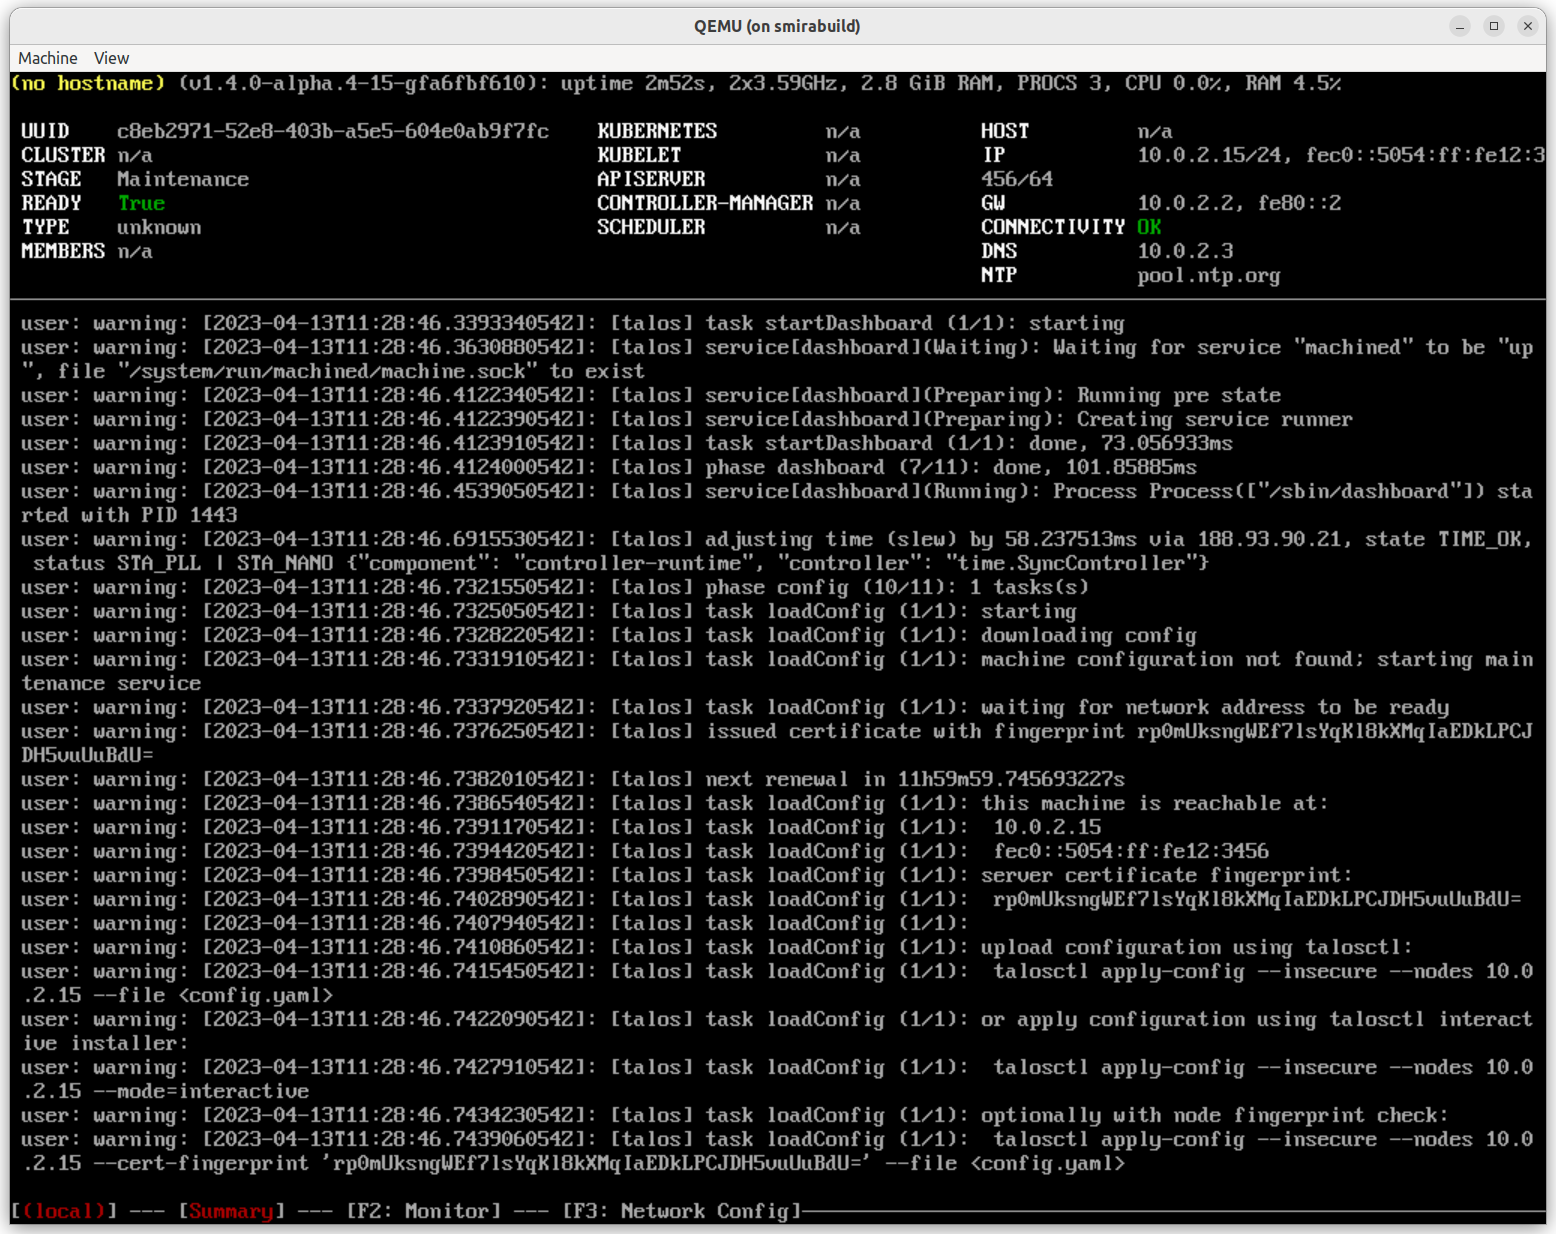 QEMU (on smirabuild)
Machine View
(no hostname) (v1.4.0-alpha.4-15-gfa6fbf610): uptime 2m52s, 2x3.59GHz, 2.8 GiB RAM, PROCS 3, CPU 0.0%, RAM 4.5%
UUID c8eb2971-52e8-403b-a5e5-604e0ab9f7fc KUBERNETES n/a HOST n/a
CLUSTER n/a KUBELET n/a IP 10.0.2.15/24, fec0::5054:ff:fe12:3
STAGE Maintenance APISERVER n/a 456/64
READY True CONTROLLER-MANAGER n/a GW 10.0.2.2, fe80::2
TYPE unknown SCHEDULER n/a CONNECTIVITY OK
MEMBERS n/a DNS 10.0.2.3
NTP pool.ntp.org
user: warning: [2023-04-13T11:28:46.339334054Z]: [talos] task startDashboard (1/1): starting
user: warning: [2023-04-13T11:28:46.363088054Z]: [talos] service[dashboard](Waiting): Waiting for service "machined" to be "up
", file "/system/run/machined/machine.sock" to exist
user: warning: [2023-04-13T11:28:46.412234054Z]: [talos] service[dashboard](Preparing): Running pre state
user: warning: [2023-04-13T11:28:46.412239054Z]: [talos] service[dashboard](Preparing): Creating service runner
user: warning: [2023-04-13T11:28:46.412391054Z]: [talos] task startDashboard (1/1): done, 73.056933ms
user: warning: [2023-04-13T11:28:46.412400054Z]: [talos] phase dashboard (7/11): done, 101.85885ms
user: warning: [2023-04-13T11:28:46.453905054Z]: [talos] service[dashboard](Running): Process Process(["/sbin/dashboard"]) sta
rted with PID 1443
user: warning: [2023-04-13T11:28:46.691553054Z]: [talos] adjusting time (slew) by 58.237513ms via 188.93.90.21, state TIME_OK,
status STA_PLL | STA_NANO {"component": "controller-runtime", "controller": "time.SyncController"}
user: warning: [2023-04-13T11:28:46.732155054Z]: [talos] phase config (10/11): 1 tasks(s)
user: warning: [2023-04-13T11:28:46.732505054Z]: [talos] task loadConfig (1/1): starting
user: warning: [2023-04-13T11:28:46.732822054Z]: [talos] task loadConfig (1/1): downloading config
user: warning: [2023-04-13T11:28:46.733191054Z]: [talos] task loadConfig (1/1): machine configuration not found; starting main
tenance service
user: warning: [2023-04-13T11:28:46.733792054Z]: [talos] task loadConfig (1/1): waiting for network address to be ready
user: warning: [2023-04-13T11:28:46.737625054Z]: [talos] issued certificate with fingerprint rp0mUksngWEf7lsYqKl8kXMqIaEDkLPCJ
DH5vuUuBdU=
user: warning: [2023-04-13T11:28:46.738201054Z]: [talos] next renewal in 11h59m59.745693227s
user: warning: [2023-04-13T11:28:46.738654054Z]: [talos] task loadConfig (1/1): this machine is reachable at:
user: warning: [2023-04-13T11:28:46.739117054Z]: [talos] task loadConfig (1/1): 10.0.2.15
user: warning: [2023-04-13T11:28:46.739442054Z]: [talos] task loadConfig (1/1): fec0::5054:ff:fe12:3456
user: warning: [2023-04-13T11:28:46.739845054Z]: [talos] task loadConfig (1/1): server certificate fingerprint:
user: warning: [2023-04-13T11:28:46.740289054Z]: [talos] task loadConfig (1/1): rp0mUksngWEf7lsYqKl8kXMqIaEDkLPCJDH5vuUuBdU=
user: warning: [2023-04-13T11:28:46.740794054Z]: [talos] task loadConfig (1/1):
user: warning: [2023-04-13T11:28:46.741086054Z]: [talos] task loadConfig (1/1): upload configuration using talosctl:
user: warning: [2023-04-13T11:28:46.741545054Z]: [talos] task loadConfig (1/1): talosctl apply-config --insecure --nodes 10.0
.2.15 --file <config.yaml>
user: warning: [2023-04-13T11:28:46.742209054Z]: [talos] task loadConfig (1/1): or apply configuration using talosctl interact
ive installer:
user: warning: [2023-04-13T11:28:46.742791054Z]: [talos] task loadConfig (1/1): talosctl apply-config --insecure --nodes 10.0
.2.15 --mode=interactive
user: warning: [2023-04-13T11:28:46.743423054Z]: [talos] task loadConfig (1/1): optionally with node fingerprint check:
user: warning: [2023-04-13T11:28:46.743906054Z]: [talos] task loadConfig (1/1): talosctl apply-config --insecure --nodes 10.0
.2.15 --cert-fingerprint 'rp0mUksngWEf7lsYqKl8kXMqIaEDkLPCJDH5vuUuBdU=' --file <config.yaml>
[(local)] --- [Summary] --- [F2: Monitor] --- [F3: Network Config]